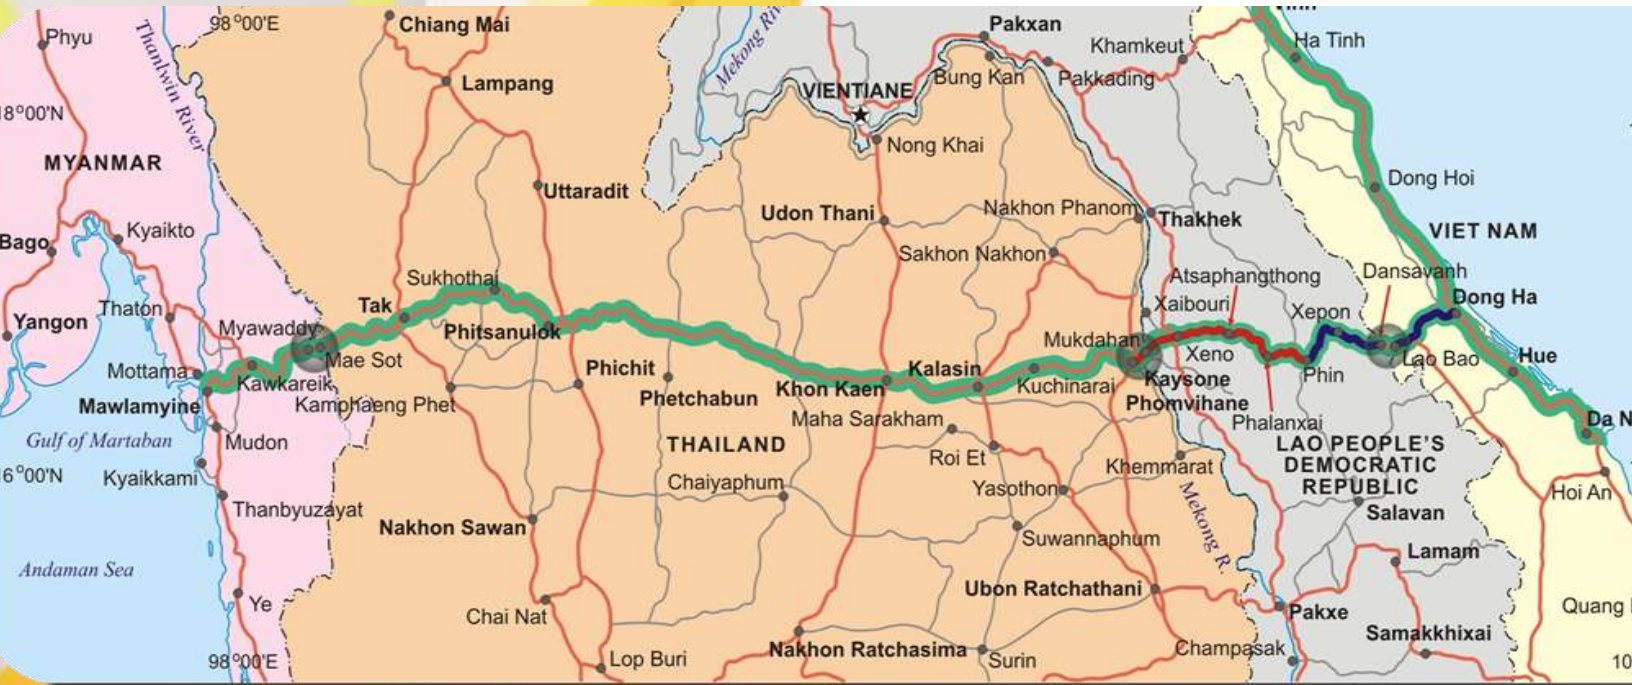 Phyu
Thanlwin River
98°00'E
Chiang Mai
Lampang
Mekong
Pakxan
Khamkeut
Ha Tinh
18°00'N
VIENTIANE
Bung Kan
Pakkading
MYANMAR
Nong Khai
Dong Hoi
Uttaradit
Udon Thani
Nakhon Phanom
Thakhek
VIET NAM
Bago
Kyaikto
Sakhon Nakhon
Atsaphangthong
Dansavanh
Sukhothai
Xaibouri
Xepon
Dong Ha
Thaton
Tak
Yangon
Myawaddy
Phitsanulok
Mukdahan
Xeno
Lao Bao
Hue
Mae Sot
Mottama
Kawkareik
Phichit
Khon Kaen
Kalasin
Kuchinarai
Kaysone
Phomvihane
Phin
Mawlamyine
Kamphaeng Phet
Phetchabun
Maha Sarakham
Phalanxai
Da N
Gulf of Martaban
Mudon
THAILAND
Roi Et
Khemmarat
LAO PEOPLE'S
DEMOCRATIC
REPUBLIC
16°00'N
Kyaikkami
Chaiyaphum
Yasothon
Mekong R.
Hoi An
Thanbyuzayat
Nakhon Sawan
Suwannaphum
Salavan
Andaman Sea
Lamam
Ye
Chai Nat
Ubon Ratchathani
Pakxe
Quang
Samakkhixai
98°00'E
Lop Buri
Nakhon Ratchasima
Surin
Champasak
10